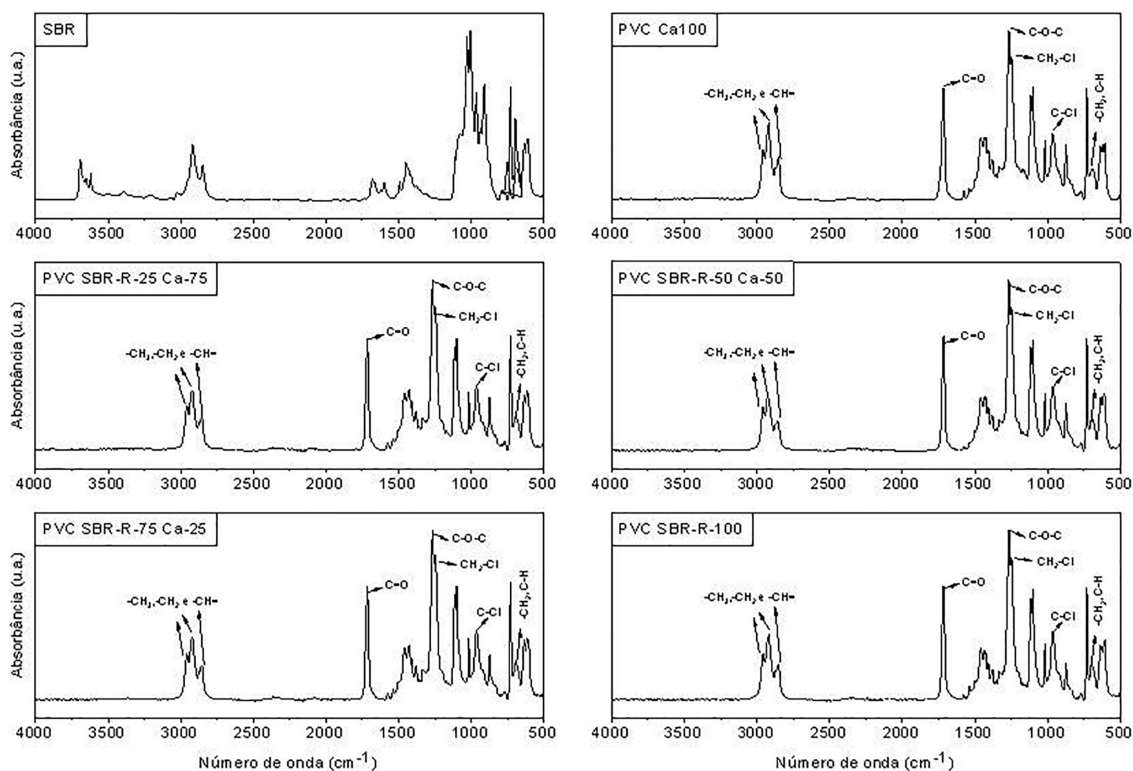 SBR
Absorbância (u.a.)
4000 3500 3000 2500 2000 1500 1000 500
PVC Ca100
-CH3,-CH2 e -CH=
C=O
C-O-C
CH2-Cl
C-Cl
-CH2, C-H
4000 3500 3000 2500 2000 1500 1000 500
PVC SBR-R-25 Ca-75
Absorbância (u.a.)
-CH3,-CH2 e -CH=
C=O
C-O-C
CH2-Cl
C-Cl
-CH2, C-H
4000 3500 3000 2500 2000 1500 1000 500
PVC SBR-R-50 Ca-50
-CH3,-CH2 e -CH=
C=O
C-O-C
CH2-Cl
C-Cl
-CH2, C-H
4000 3500 3000 2500 2000 1500 1000 500
PVC SBR-R-75 Ca-25
Absorbância (u.a.)
-CH3,-CH2 e -CH=
C=O
C-O-C
CH2-Cl
C-Cl
-CH2, C-H
4000 3500 3000 2500 2000 1500 1000 500
Número de onda (cm-1)
PVC SBR-R-100
-CH3,-CH2 e -CH=
C=O
C-O-C
CH2-Cl
C-Cl
-CH2, C-H
4000 3500 3000 2500 2000 1500 1000 500
Número de onda (cm-1)